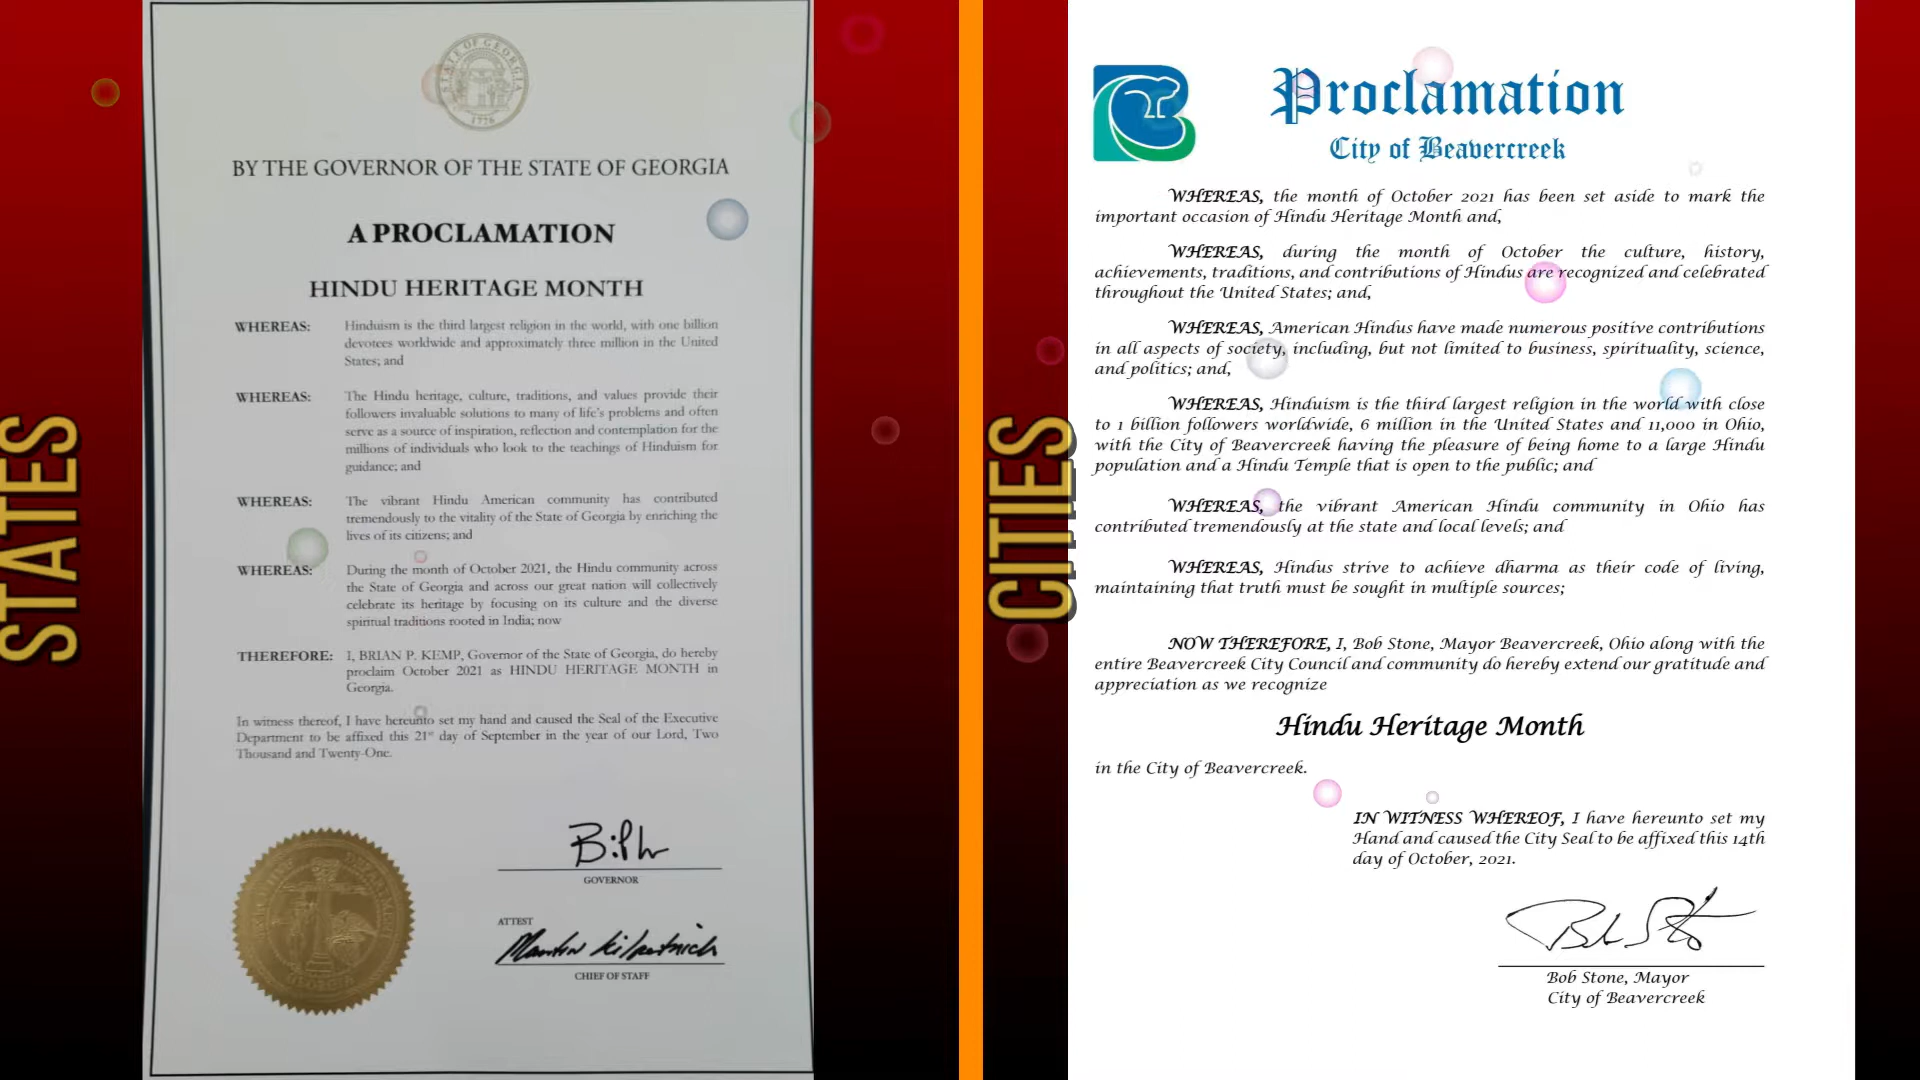 STATES
STATE OF GEORGIA
1776
BY THE GOVERNOR OF THE STATE OF GEORGIA
A PROCLAMATION
HINDU HERITAGE MONTH
WHEREAS: Hinduism is the third largest religion in the world, with one billion
devotees worldwide and approximately three million in the United
States; and
WHEREAS: The Hindu heritage, culture, traditions, and values provide their
followers invaluable solutions to many of life's problems and often
serve as a source of inspiration, reflection and contemplation for the
millions of individuals who look to the teachings of Hinduism for
guidance; and
WHEREAS: The vibrant Hindu American community has contributed
tremendously to the vitality of the State of Georgia by enriching the
lives of its citizens; and
WHEREAS: During the month of October 2021, the Hindu community across
the State of Georgia and across our great nation will collectively
celebrate its heritage by focusing on its culture and the diverse
spiritual traditions rooted in India; now
THEREFORE: I, BRIAN P. KEMP, Governor of the State of Georgia, do hereby
proclaim October 2021 as HINDU HERITAGE MONTH in
Georgia.
In witness thereof, I have hereunto set my hand and caused the Seal of the Executive
Department to be affixed this 21st day of September in the year of our Lord, Two
Thousand and Twenty-One.
GOVERNOR
ATTEST
CHIEF OF STAFF
CITIES
Proclamation
City of Beavercreek
WHEREAS, the month of October 2021 has been set aside to mark the
important occasion of Hindu Heritage Month and,
WHEREAS, during the month of October the culture, history,
achievements, traditions, and contributions of Hindus are recognized and celebrated
throughout the United States; and,
WHEREAS, American Hindus have made numerous positive contributions
in all aspects of society, including, but not limited to business, spirituality, science,
and politics; and,
WHEREAS, Hinduism is the third largest religion in the world with close
to 1 billion followers worldwide, 6 million in the United States and 11,000 in Ohio,
with the City of Beavercreek having the pleasure of being home to a large Hindu
population and a Hindu Temple that is open to the public; and
WHEREAS, the vibrant American Hindu community in Ohio has
contributed tremendously at the state and local levels; and
WHEREAS, Hindus strive to achieve dharma as their code of living,
maintaining that truth must be sought in multiple sources;
NOW THEREFORE, I, Bob Stone, Mayor Beavercreek, Ohio along with the
entire Beavercreek City Council and community do hereby extend our gratitude and
appreciation as we recognize
Hindu Heritage Month
in the City of Beavercreek.
IN WITNESS WHEREOF, I have hereunto set my
Hand and caused the City Seal to be affixed this 14th
day of October, 2021.
Bob Stone, Mayor
City of Beavercreek